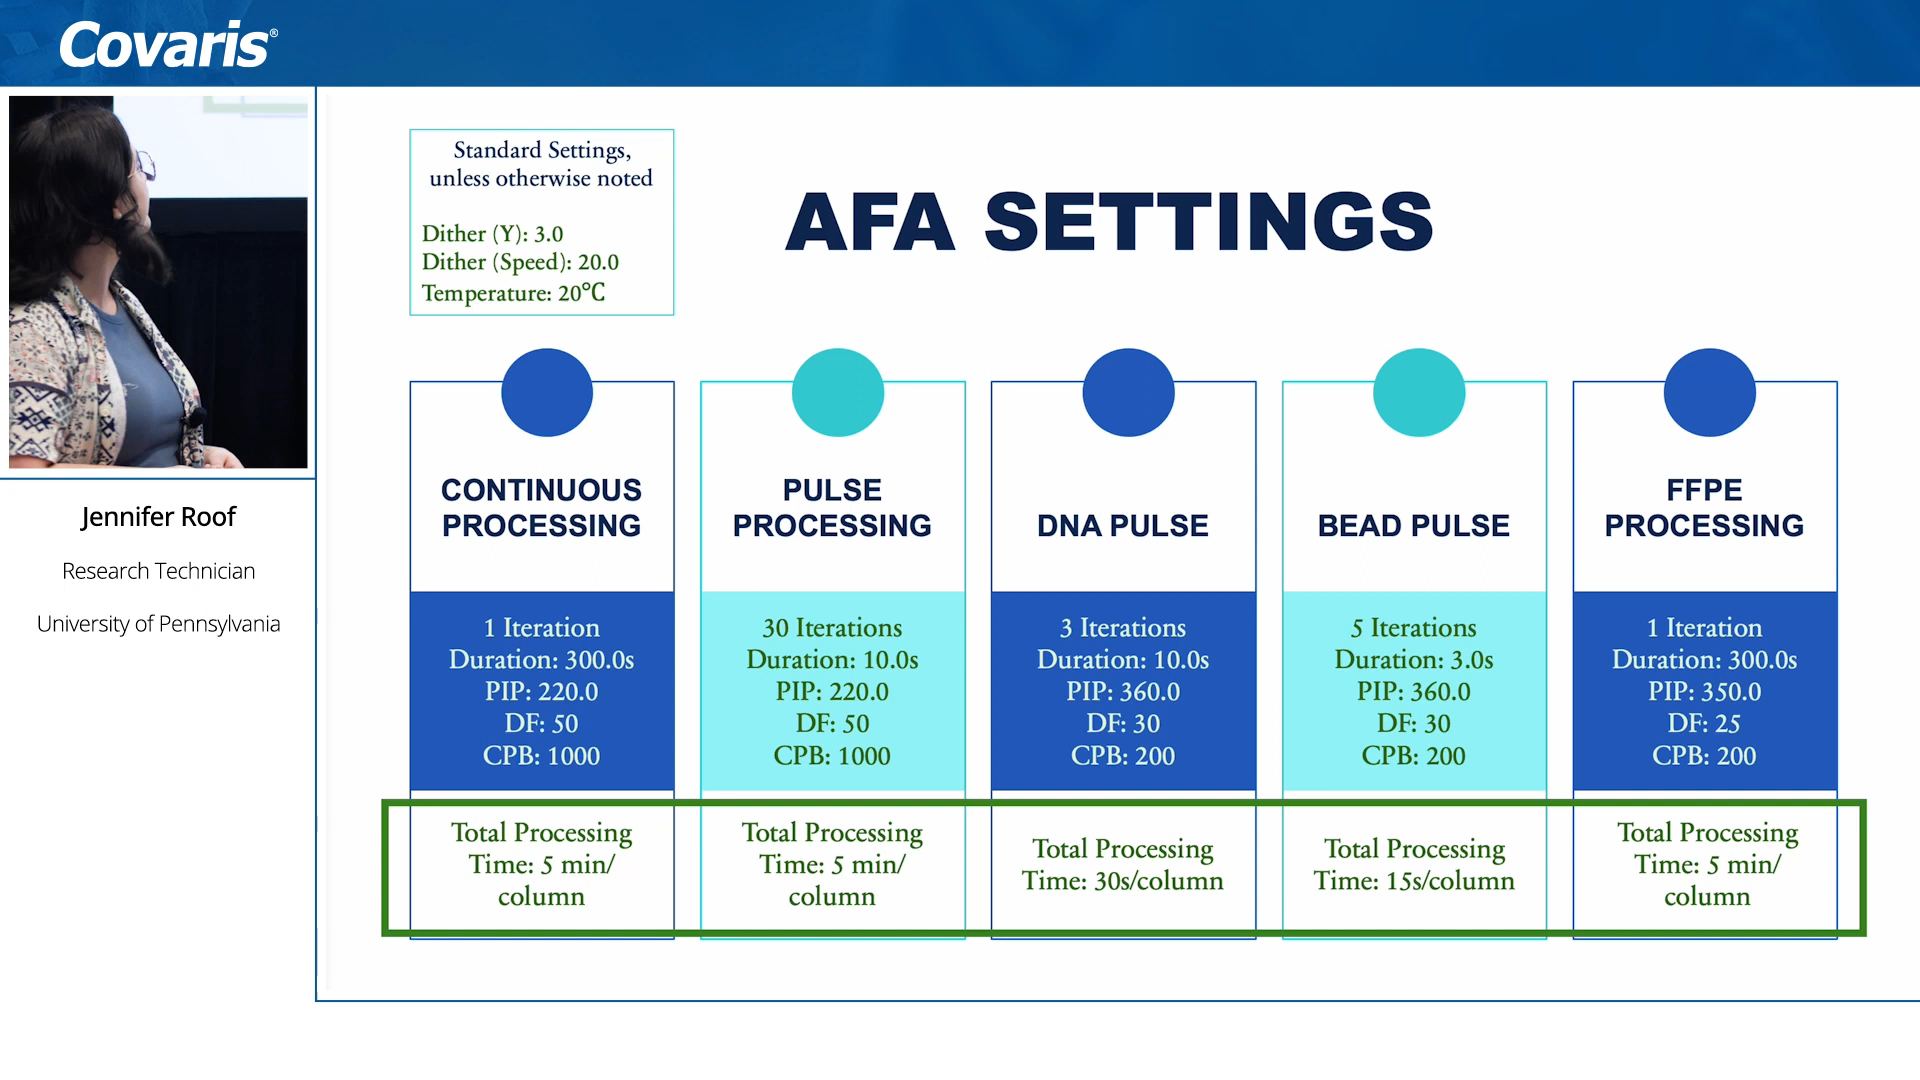 Covaris®
Jennifer Roof
Research Technician
University of Pennsylvania
Standard Settings,
unless otherwise noted
Dither (Y): 3.0
Dither (Speed): 20.0
Temperature: 20℃
AFA SETTINGS
CONTINUOUS
PROCESSING
1 Iteration
Duration: 300.0s
PIP: 220.0
DF: 50
CPB: 1000
Total Processing
Time: 5 min/
column
PULSE
PROCESSING
30 Iterations
Duration: 10.0s
PIP: 220.0
DF: 50
CPB: 1000
Total Processing
Time: 5 min/
column
DNA PULSE
3 Iterations
Duration: 10.0s
PIP: 360.0
DF: 30
CPB: 200
Total Processing
Time: 30s/column
BEAD PULSE
5 Iterations
Duration: 3.0s
PIP: 360.0
DF: 30
CPB: 200
Total Processing
Time: 15s/column
FFPE
PROCESSING
1 Iteration
Duration: 300.0s
PIP: 350.0
DF: 25
CPB: 200
Total Processing
Time: 5 min/
column